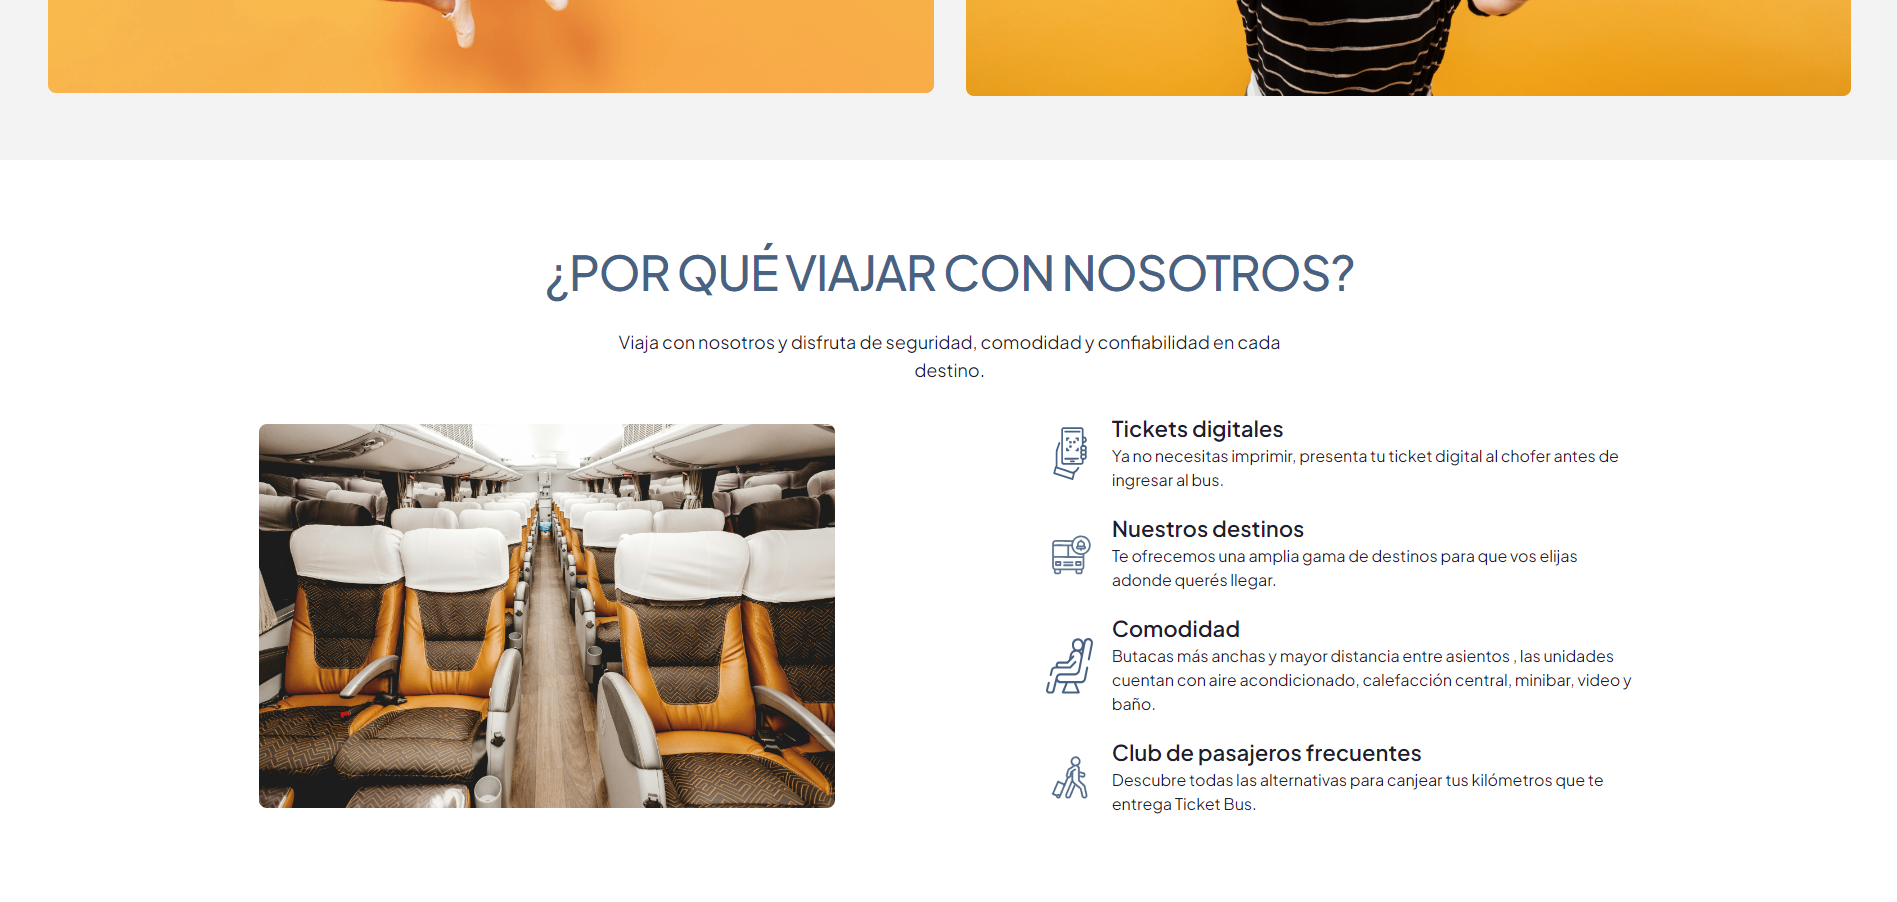 ¿POR QUÉ VIAJAR CON NOSOTROS?
Viaja con nosotros y disfruta de seguridad, comodidad y confiabilidad en cada
destino.
Tickets digitales
Ya no necesitas imprimir, presenta tu ticket digital al chofer antes de
ingresar al bus.
Nuestros destinos
Te ofrecemos una amplia gama de destinos para que vos elijas
adonde querés llegar.
Comodidad
Butacas más anchas y mayor distancia entre asientos , las unidades
cuentan con aire acondicionado, calefacción central, minibar, video y
baño.
Club de pasajeros frecuentes
Descubre todas las alternativas para canjear tus kilómetros que te
entrega Ticket Bus.